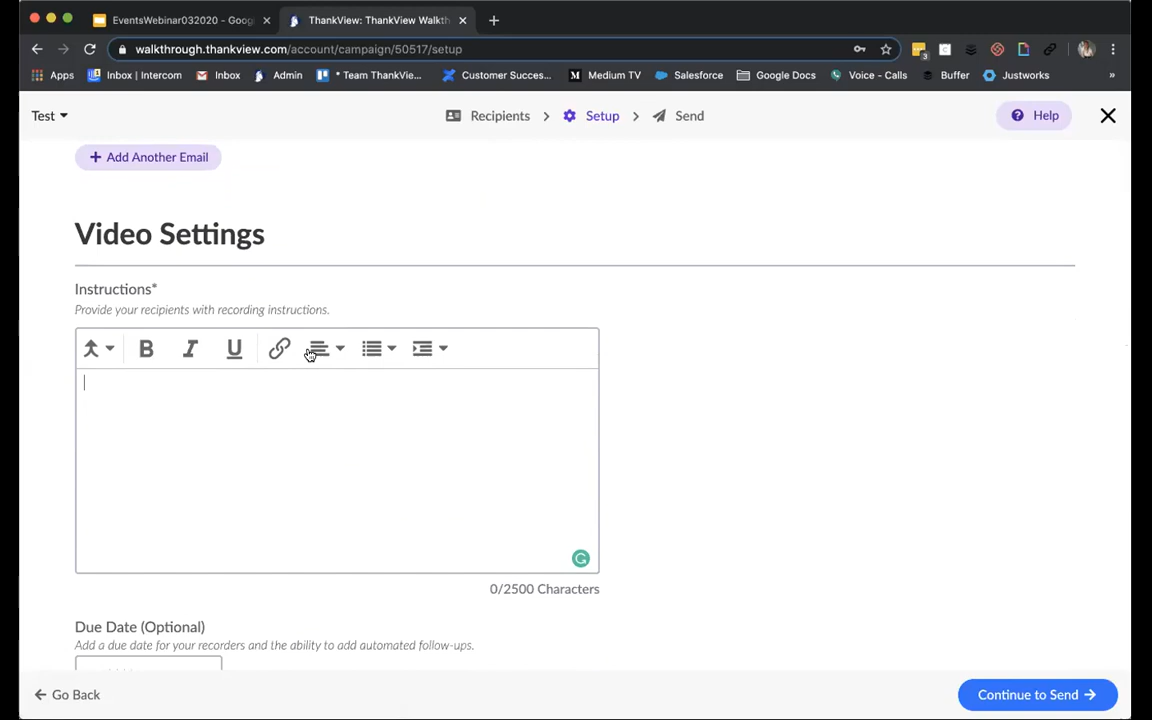 EventsWebinar032020 - Goog
ThankView: ThankView Walkth
walkthrough.thankview.com/account/campaign/50517/setup
3
Apps
Inbox | Intercom
Inbox
Admin
* Team ThankVie...
Customer Succes...
Medium TV
Salesforce
Google Docs
Voice - Calls
Buffer
Justworks
»
Test
Recipients
Setup
Send
Help
+ Add Another Email
Video Settings
Instructions*
Provide your recipients with recording instructions.
B I U
0/2500 Characters
Due Date (Optional)
Add a due date for your recorders and the ability to add automated follow-ups.
Go Back
Continue to Send